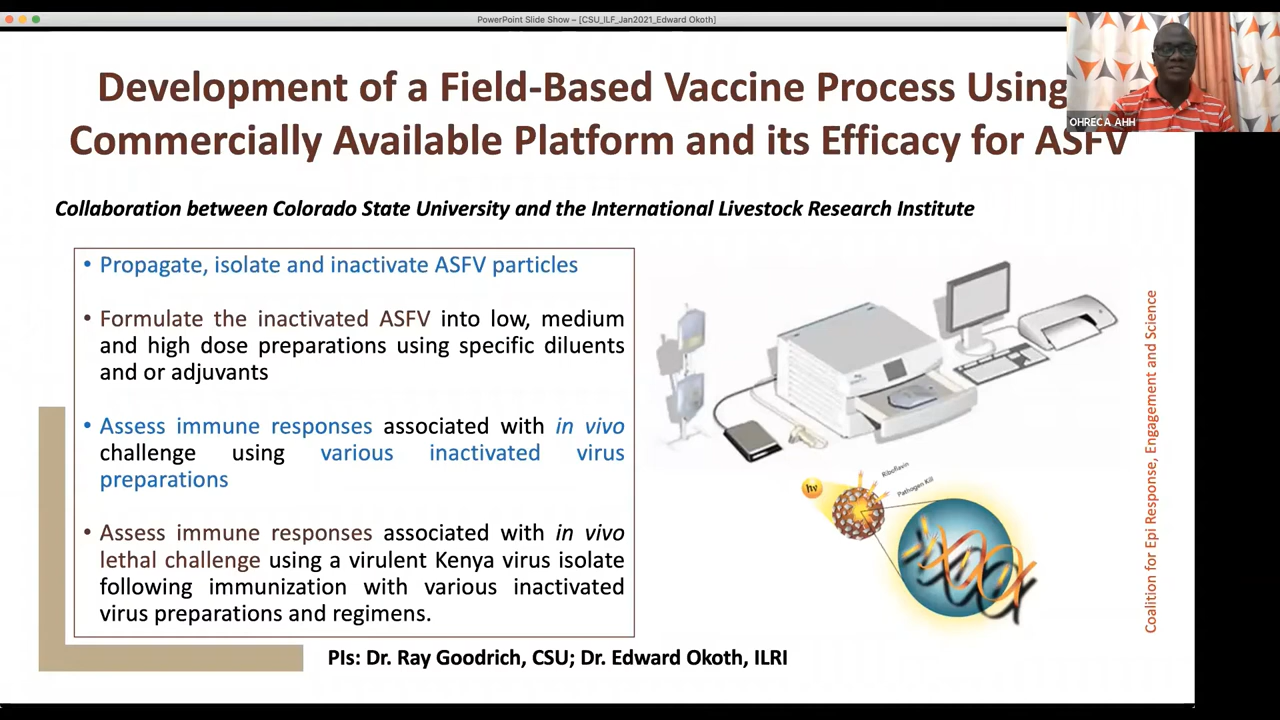 PowerPoint Slide Show – [CSU_ILF_Jan2021_Edward Okoth]
Development of a Field-Based Vaccine Process Using
Commercially Available Platform and its Efficacy for ASFV
OHRECA_AHH
Collaboration between Colorado State University and the International Livestock Research Institute
• Propagate, isolate and inactivate ASFV particles
• Formulate the inactivated ASFV into low, medium
and high dose preparations using specific diluents
and or adjuvants
• Assess immune responses associated with in vivo
challenge using various inactivated virus
preparations
• Assess immune responses associated with in vivo
lethal challenge using a virulent Kenya virus isolate
following immunization with various inactivated
virus preparations and regimens.
hν
Riboflavin
Pathogen Kill
Coalition for Epi Response, Engagement and Science
PIs: Dr. Ray Goodrich, CSU; Dr. Edward Okoth, ILRI